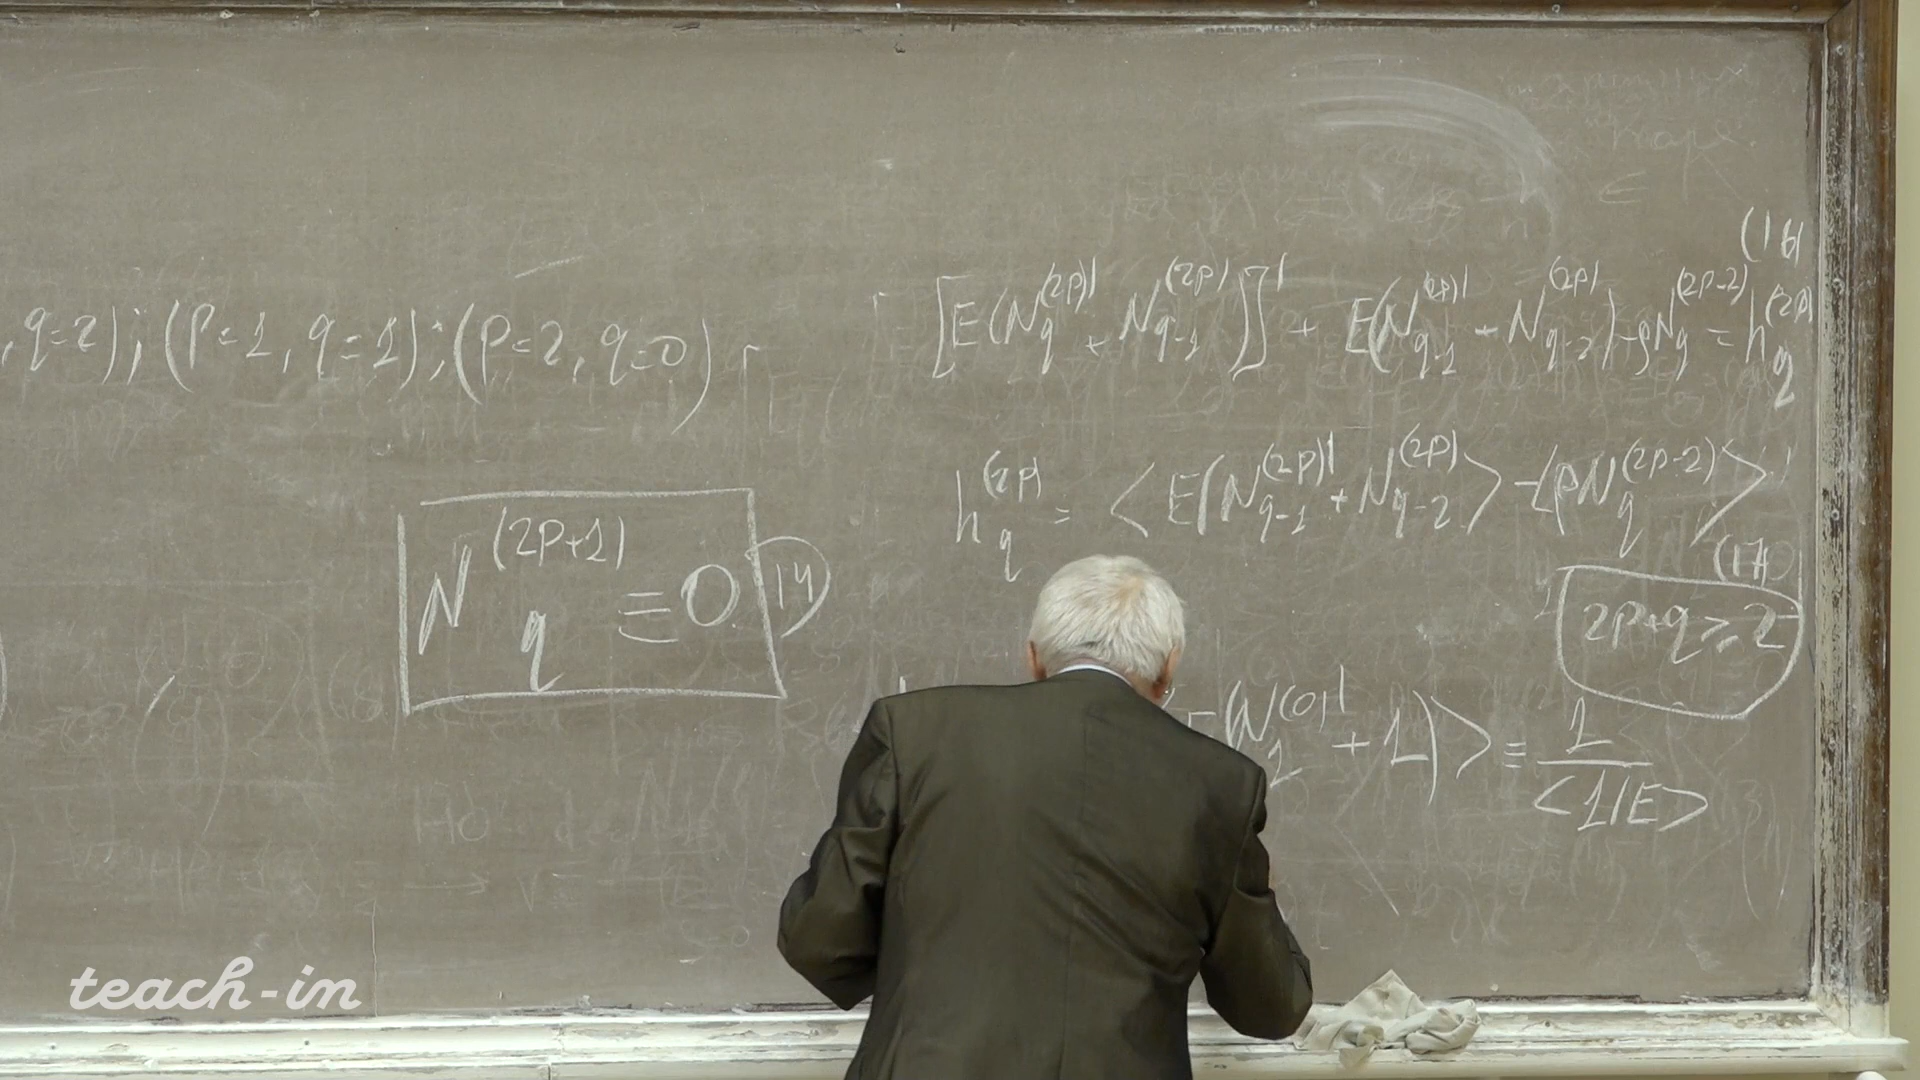 , q=2); (P=1, q=1); (P=2, q=0)
N_q^{(2P+1)} ≡ 0 (14)
(16)
[E(N_q^{(2P)|} + N_{q-1}^{(2P)})]^| + E(N_{q-1}^{(2P)|} + N_{q-2}^{(2P)}) - ρN_q^{(2P-2)} = h_q^{(2P)}
h_q^{(2P)} = <E(N_{q-1}^{(2P)|} + N_{q-2}^{(2P)}> - <ρN_q^{(2P-2)}>
(17)
2P+q ⩾ 2
(N_1^{(0)|} + 1)> = 1/<1/E>
teach-in